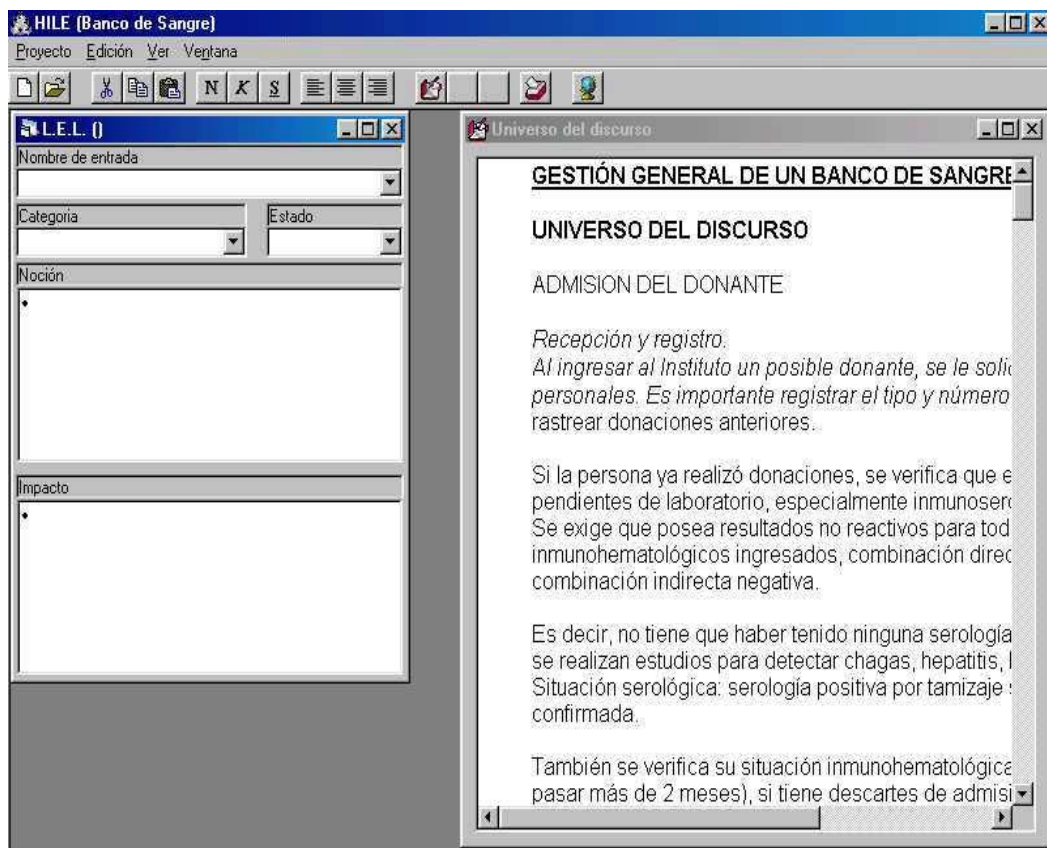 HILE (Banco de Sangre)
Proyecto Edición Ver Ventana
N K S
L.E.L. ()
Nombre de entrada
Categoria Estado
Noción
Impacto
Universo del discurso
GESTIÓN GENERAL DE UN BANCO DE SANGRE
UNIVERSO DEL DISCURSO
ADMISION DEL DONANTE
Recepción y registro.
Al ingresar al Instituto un posible donante, se le solic
personales. Es importante registrar el tipo y número
rastrear donaciones anteriores.
Si la persona ya realizó donaciones, se verifica que e
pendientes de laboratorio, especialmente inmunosero
Se exige que posea resultados no reactivos para tod
inmunohematológicos ingresados, combinación direc
combinación indirecta negativa.
Es decir, no tiene que haber tenido ninguna serología
se realizan estudios para detectar chagas, hepatitis,
Situación serológica: serología positiva por tamizaje
confirmada.
También se verifica su situación inmunohematológica
pasar más de 2 meses), si tiene descartes de admisi